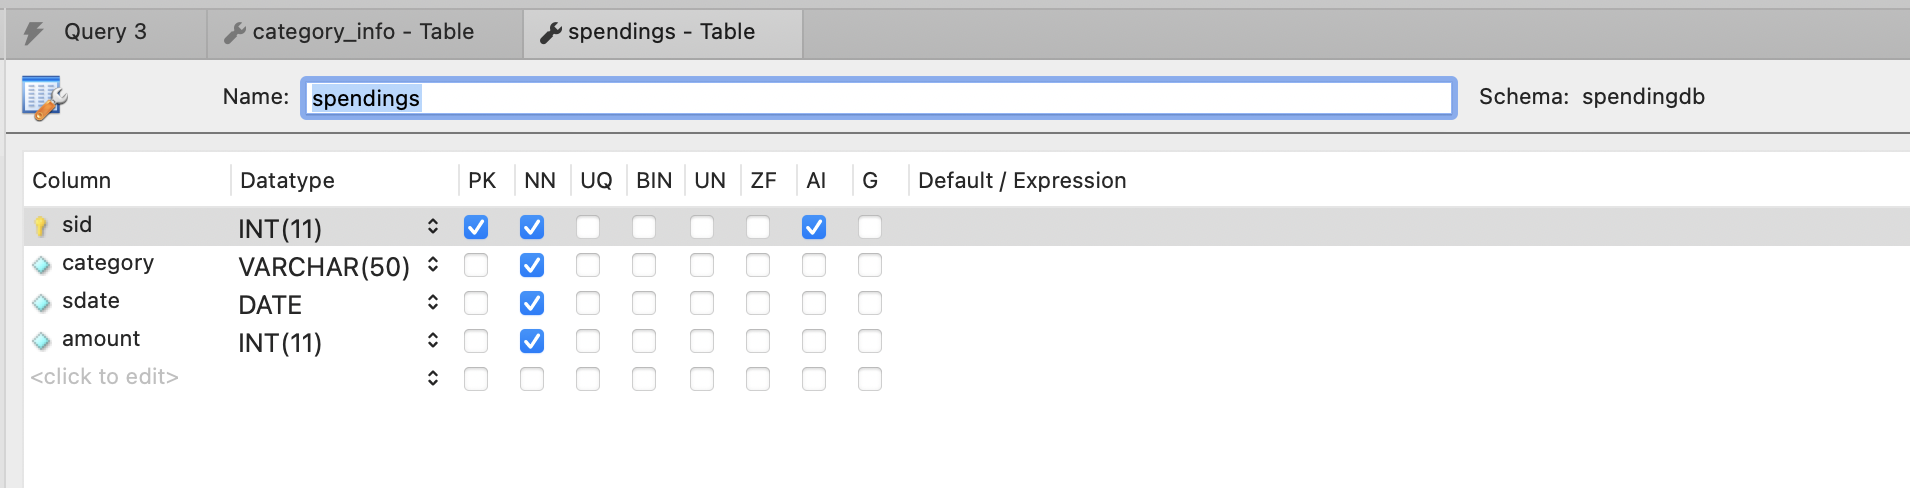 Query 3 category_info - Table spendings - Table
Name: spendings Schema: spendingdb
Column Datatype PK NN UQ BIN UN ZF AI G Default / Expression
sid INT(11)
category VARCHAR(50)
sdate DATE
amount INT(11)
<click to edit>